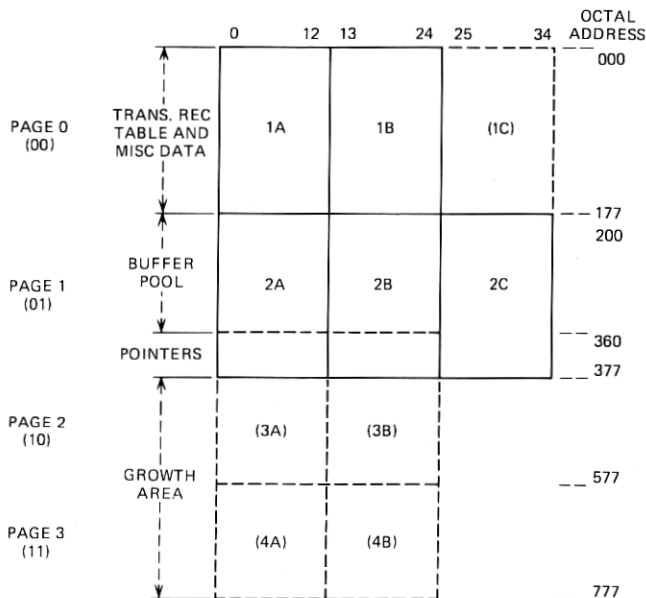 OCTAL
ADDRESS
0 12 13 24 25 34
000
PAGE 0
(00)
TRANS. REC
TABLE AND
MISC DATA
1A 1B (1C)
177
200
PAGE 1
(01)
BUFFER
POOL
2A 2B 2C
360
POINTERS
377
PAGE 2
(10)
(3A) (3B)
GROWTH
AREA
577
PAGE 3
(11)
(4A) (4B)
777